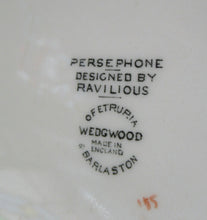 PERSEPHONE
DESIGNED BY
RAVILIOUS
OF ETRURIA
WEDGWOOD
MADE IN
ENGLAND
& BARLASTON